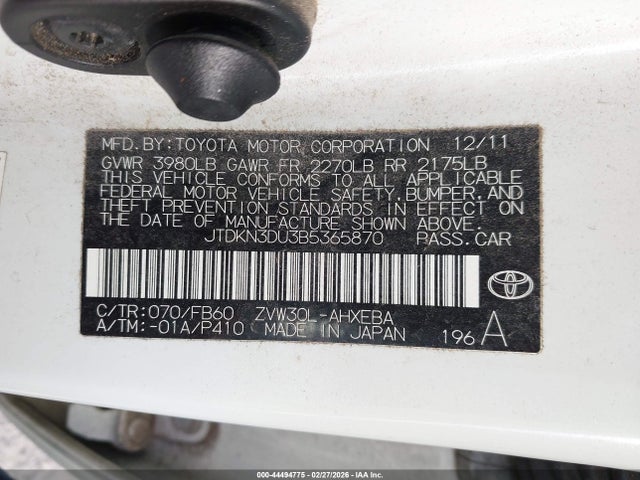 MFD.BY:TOYOTA MOTOR CORPORATION 12/11
GVWR 3980LB GAWR FR 2270LB RR 2175LB
THIS VEHICLE CONFORMS TO ALL APPLICABLE
FEDERAL MOTOR VEHICLE SAFETY,BUMPER,AND
THEFT PREVENTION STANDARDS IN EFFECT ON
THE DATE OF MANUFACTURE SHOWN ABOVE.
JTDKN3DU3B5365870 PASS.CAR
C/TR:070/FB60 ZVW30L-AHXEBA
A/TM:-01A/P410 MADE IN JAPAN 196 A
000-44494775 - 02/27/2026 - IAAI.COM